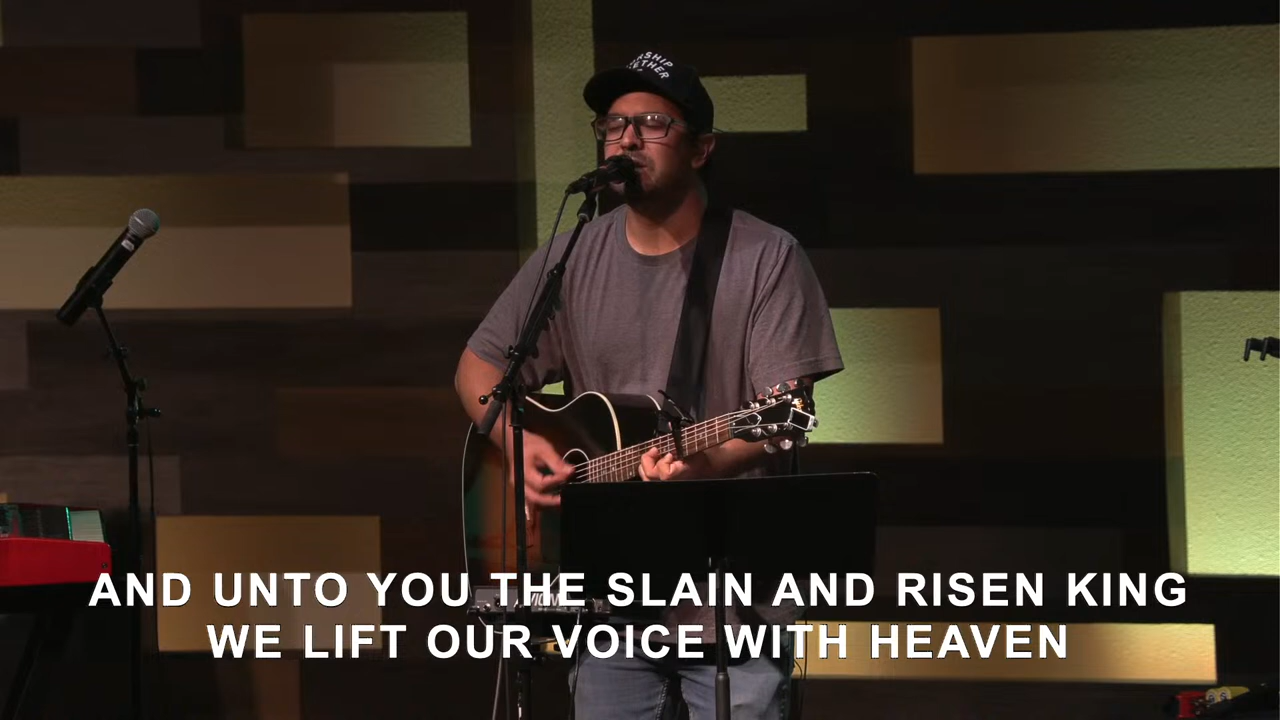 AND UNTO YOU THE SLAIN AND RISEN KING
WE LIFT OUR VOICE WITH HEAVEN